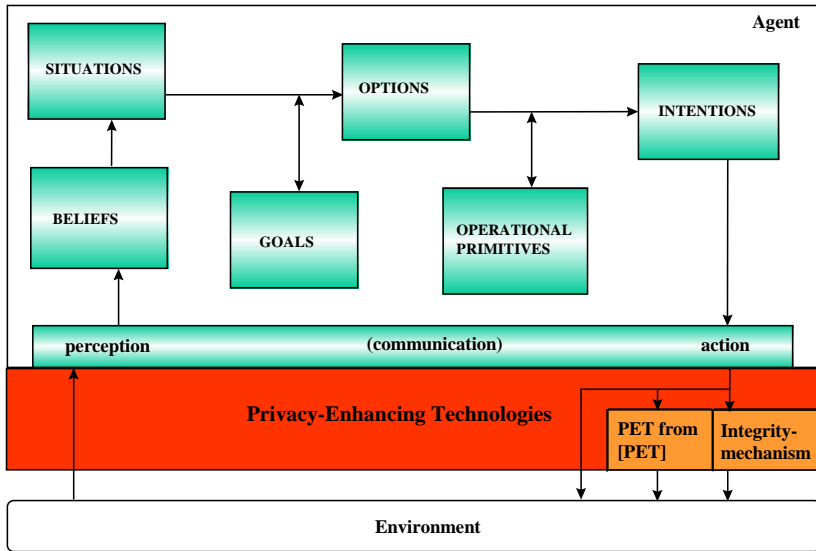 Agent
SITUATIONS
OPTIONS
INTENTIONS
BELIEFS
GOALS
OPERATIONAL
PRIMITIVES
perception
(communication)
action
Privacy-Enhancing Technologies
PET from
[PET]
Integrity-
mechanism
Environment